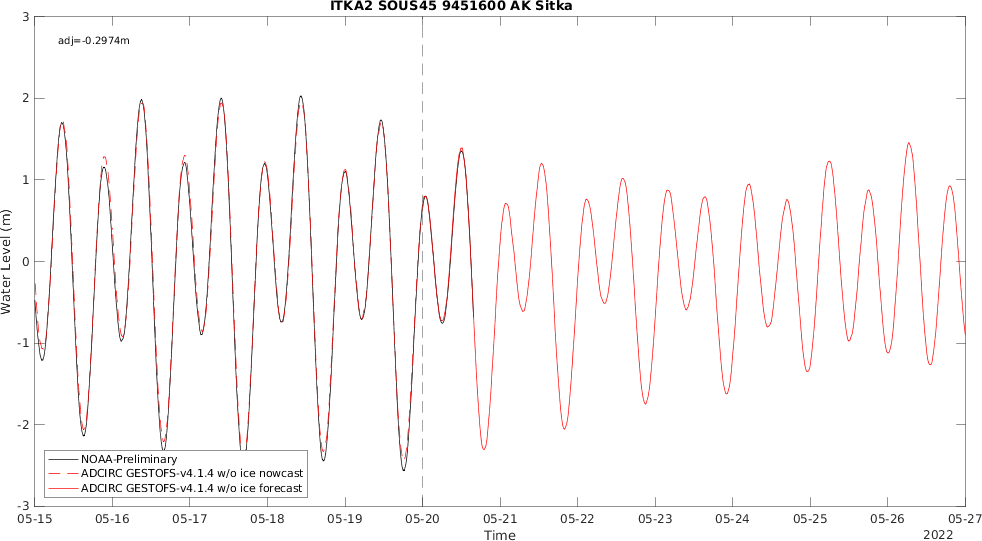 ITKA2 SOUS45 9451600 AK Sitka
adj=-0.2974m
3
2
1
0
-1
-2
-3
Water Level (m)
NOAA-Preliminary
ADCIRC GESTOFS-v4.1.4 w/o ice nowcast
ADCIRC GESTOFS-v4.1.4 w/o ice forecast
05-15 05-16 05-17 05-18 05-19 05-20 05-21 05-22 05-23 05-24 05-25 05-26 05-27
Time
2022